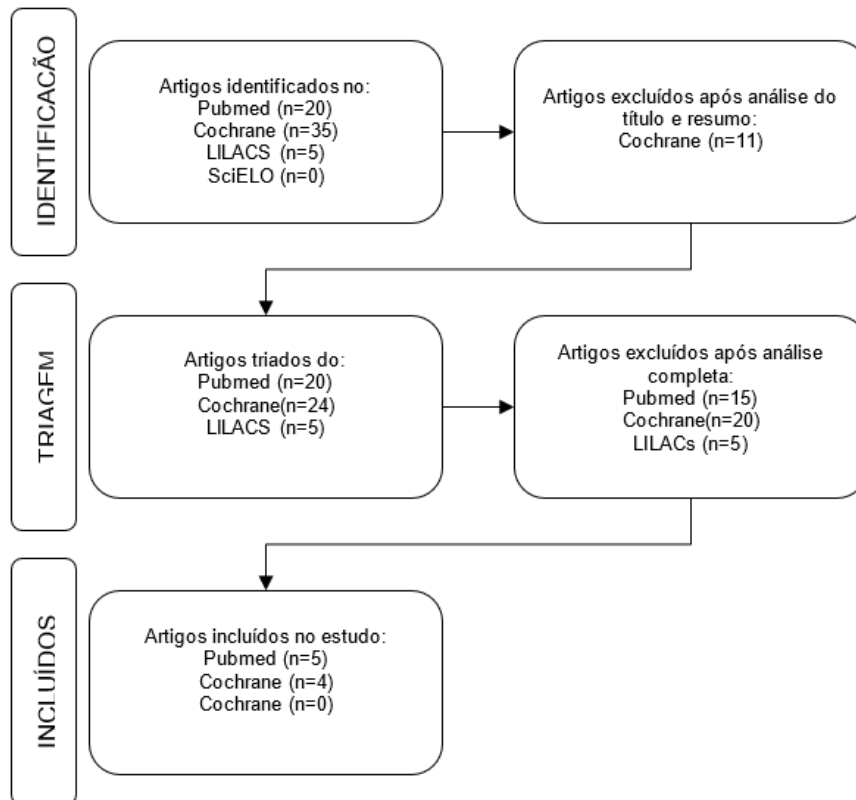 IDENTIFICAÇÃO
Artigos identificados no:
Pubmed (n=20)
Cochrane (n=35)
LILACS (n=5)
SciELO (n=0)
Artigos excluídos após análise do
título e resumo:
Cochrane (n=11)
TRIAGEM
Artigos triados do:
Pubmed (n=20)
Cochrane(n=24)
LILACS (n=5)
Artigos excluídos após análise
completa:
Pubmed (n=15)
Cochrane(n=20)
LILACs (n=5)
INCLUÍDOS
Artigos incluídos no estudo:
Pubmed (n=5)
Cochrane (n=4)
Cochrane (n=0)